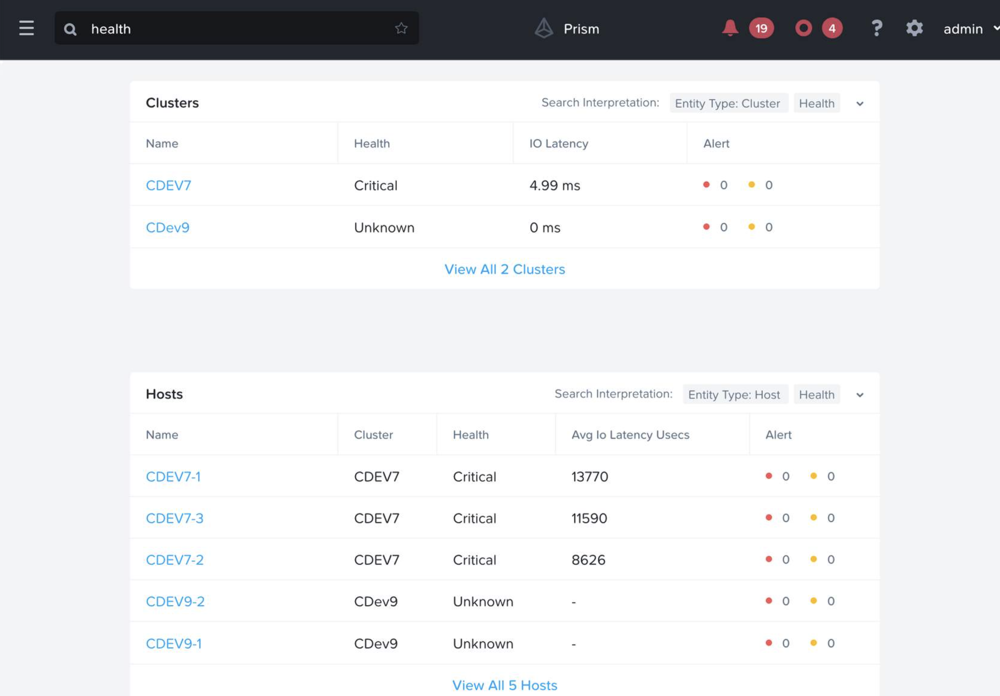 health Prism 19 4 ? admin
Clusters Search Interpretation: Entity Type: Cluster Health
Name Health IO Latency Alert
CDEV7 Critical 4.99 ms 0 0
CDev9 Unknown 0 ms 0 0
View All 2 Clusters
Hosts Search Interpretation: Entity Type: Host Health
Name Cluster Health Avg Io Latency Usecs Alert
CDEV7-1 CDEV7 Critical 13770 0 0
CDEV7-3 CDEV7 Critical 11590 0 0
CDEV7-2 CDEV7 Critical 8626 0 0
CDEV9-2 CDev9 Unknown - 0 0
CDEV9-1 CDev9 Unknown - 0 0
View All 5 Hosts